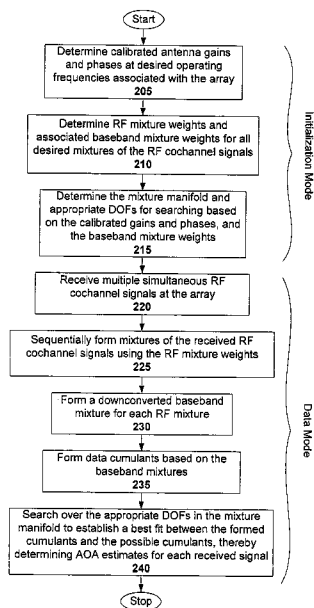 Start
Determine calibrated antenna gains
and phases at desired operating
frequencies associated with the array
205
Determine RF mixture weights and
associated baseband mixture weights for all
desired mixtures of the RF cochannel signals
210
Determine the mixture manifold and
appropriate DOFs for searching based
on the calibrated gains and phases, and
the baseband mixture weights
215
Initialization Mode
Receive multiple simultaneous RF
cochannel signals at the array
220
Sequentially form mixtures of the received RF
cochannel signals using the RF mixture weights
225
Form a downconverted baseband
mixture for each RF mixture
230
Form data cumulants based on the
baseband mixtures
235
Search over the appropriate DOFs in the mixture
manifold to establish a best fit between the formed
cumulants and the possible cumulants, thereby
determining AOA estimates for each received signal
240
Data Mode
Stop